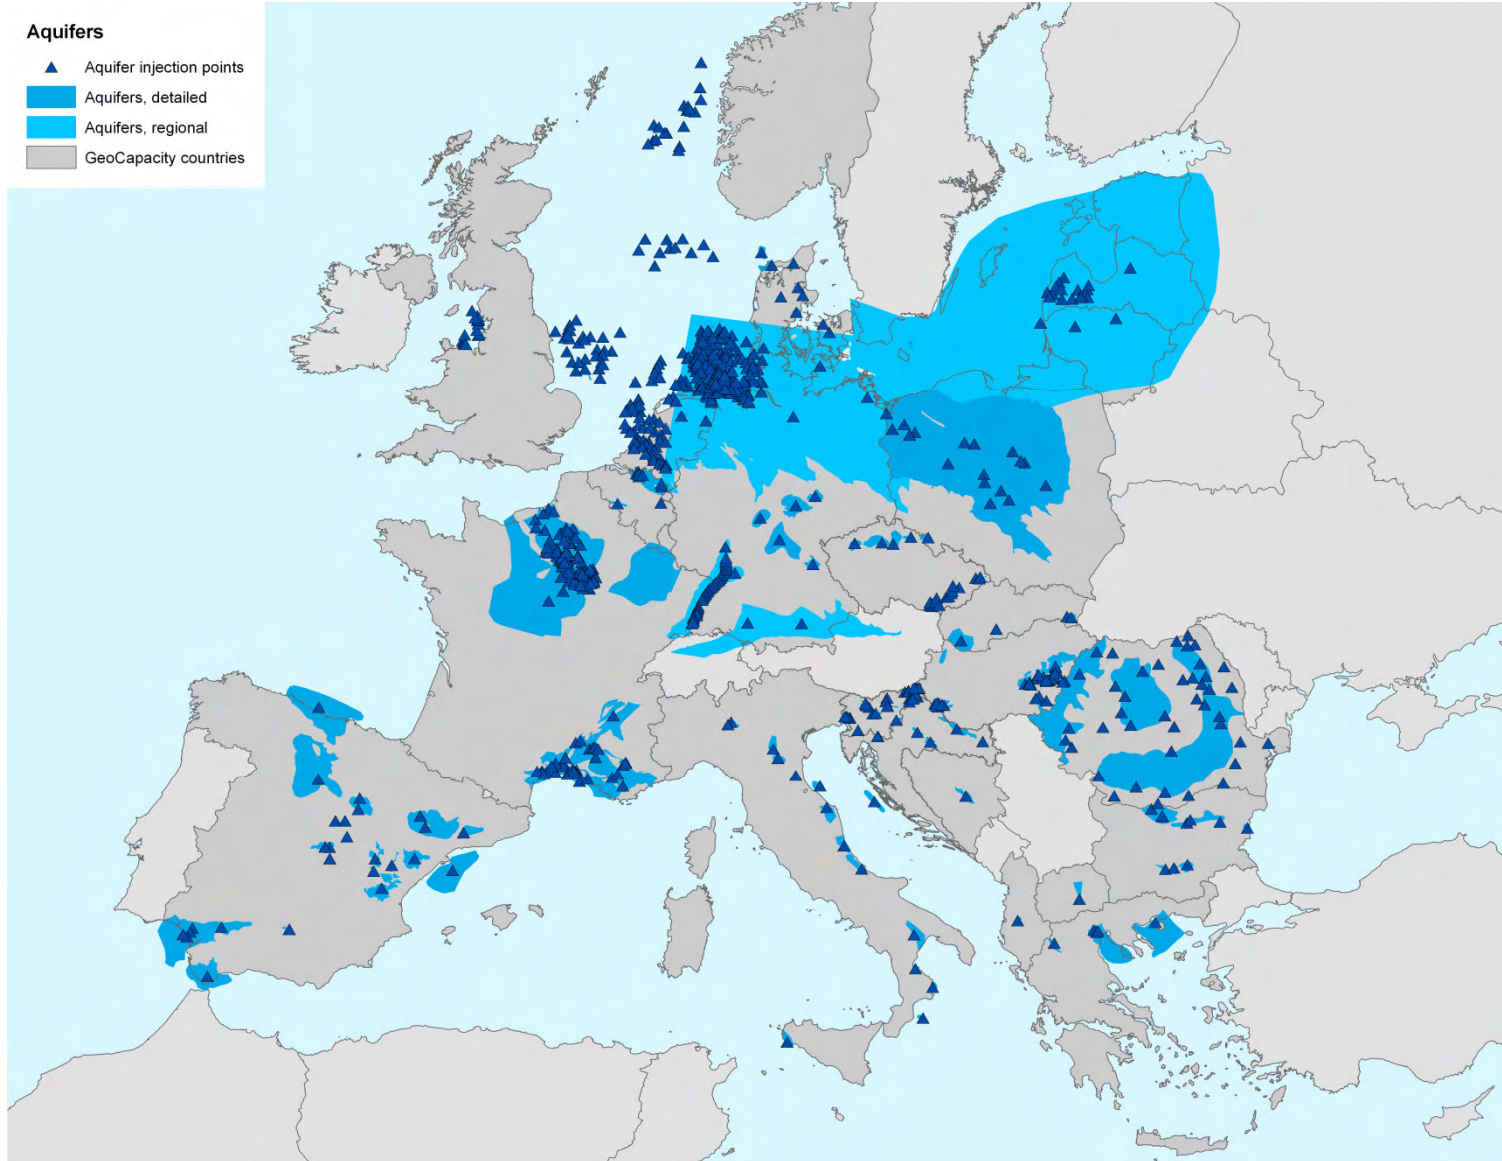 Aquifers
Aquifer injection points
Aquifers, detailed
Aquifers, regional
GeoCapacity countries